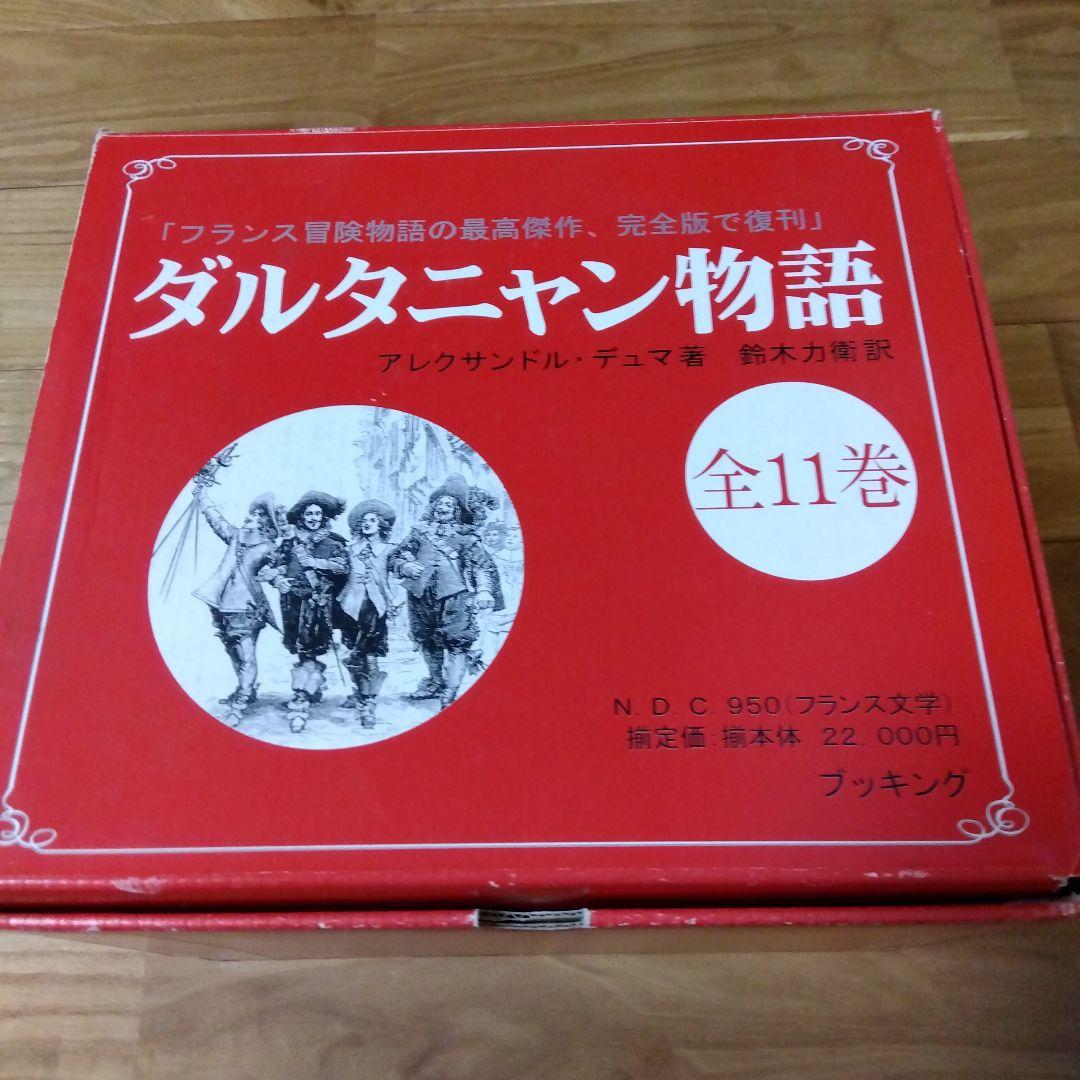 「フランス冒険物語の最高傑作、完全版で復刊」
ダルタニャン物語
アレクサンドル・デュマ著　鈴木力衛訳
全11巻
N.D.C 950(フランス文学)
揃定価:揃本体 22,000円
ブッキング